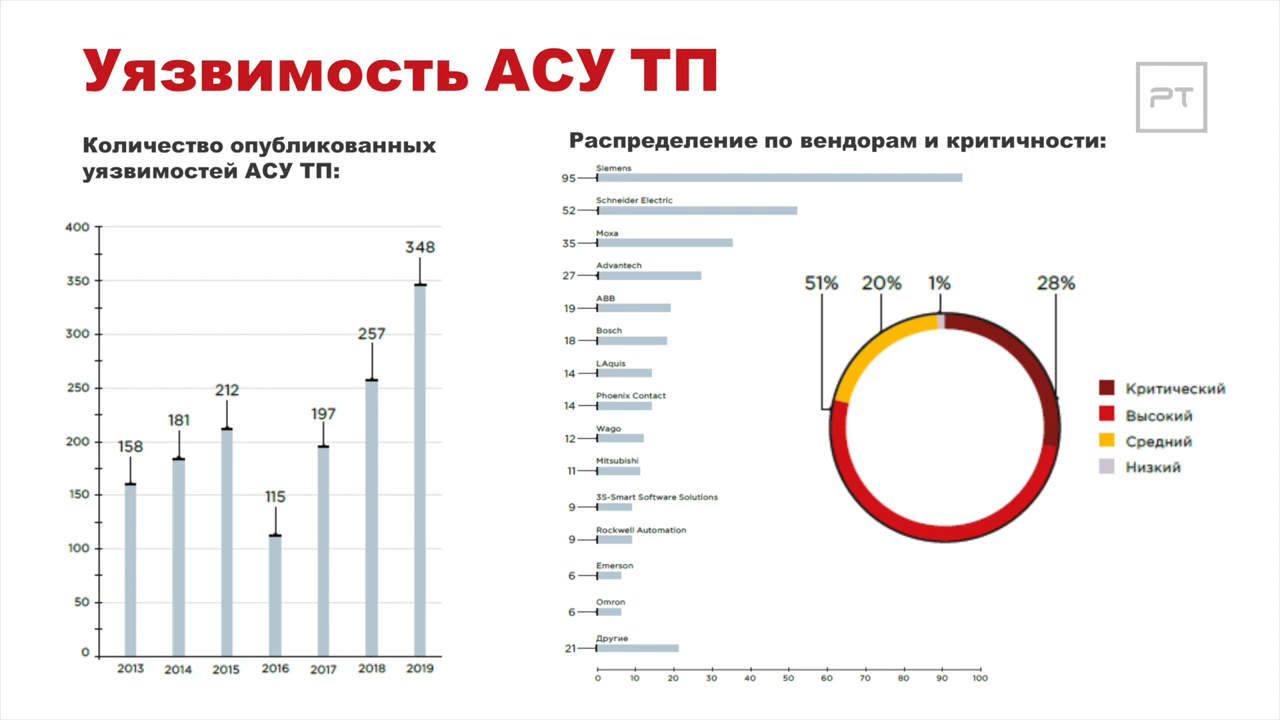 Уязвимость АСУ ТП
PT
Количество опубликованных
уязвимостей АСУ ТП:
400
350
300
250
200
150
100
50
0
158
181
212
115
197
257
348
2013
2014
2015
2016
2017
2018
2019
Распределение по вендорам и критичности:
Siemens
95
Schneider Electric
52
Moxa
35
Advantech
27
ABB
19
Bosch
18
LAquis
14
Phoenix Contact
14
Wago
12
Mitsubishi
11
3S-Smart Software Solutions
9
Rockwell Automation
9
Emerson
6
Omron
6
Другие
21
0 10 20 30 40 50 60 70 80 90 100
51% 20% 1% 28%
Критический
Высокий
Средний
Низкий